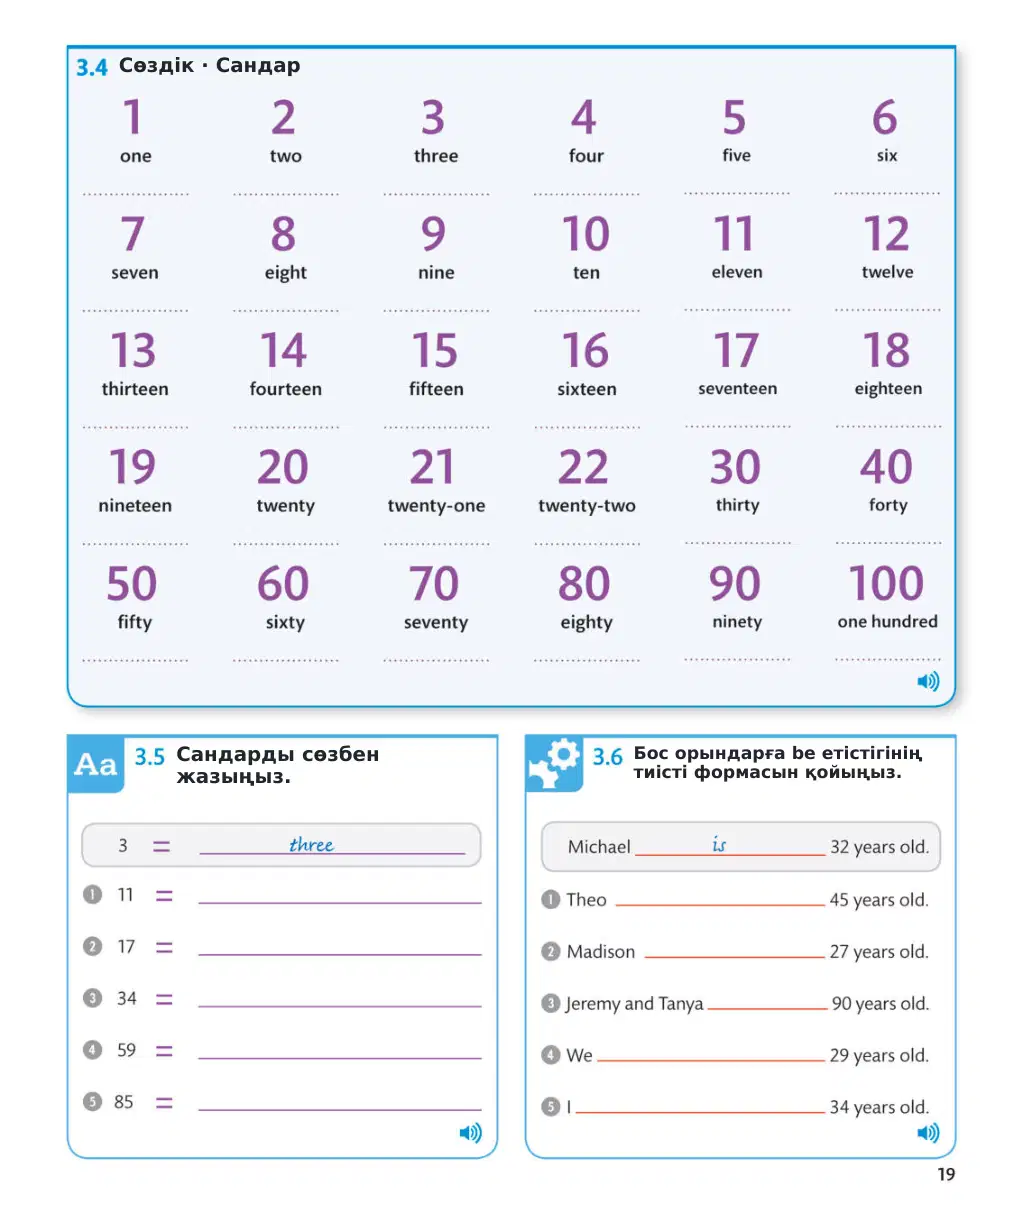 3.4 Сөздік · Сандар
1 2 3 4 5 6
one two three four five six
7 8 9 10 11 12
seven eight nine ten eleven twelve
13 14 15 16 17 18
thirteen fourteen fifteen sixteen seventeen eighteen
19 20 21 22 30 40
nineteen twenty twenty-one twenty-two thirty forty
50 60 70 80 90 100
fifty sixty seventy eighty ninety one hundred
Aa 3.5 Сандарды сөзбен
жазыңыз.
3 = three
1 11 =
2 17 =
3 34 =
4 59 =
5 85 =
3.6 Бос орындарға be етістігінің
тиісті формасын қойыңыз.
Michael is 32 years old.
1 Theo 45 years old.
2 Madison 27 years old.
3 Jeremy and Tanya 90 years old.
4 We 29 years old.
5 I 34 years old.
19